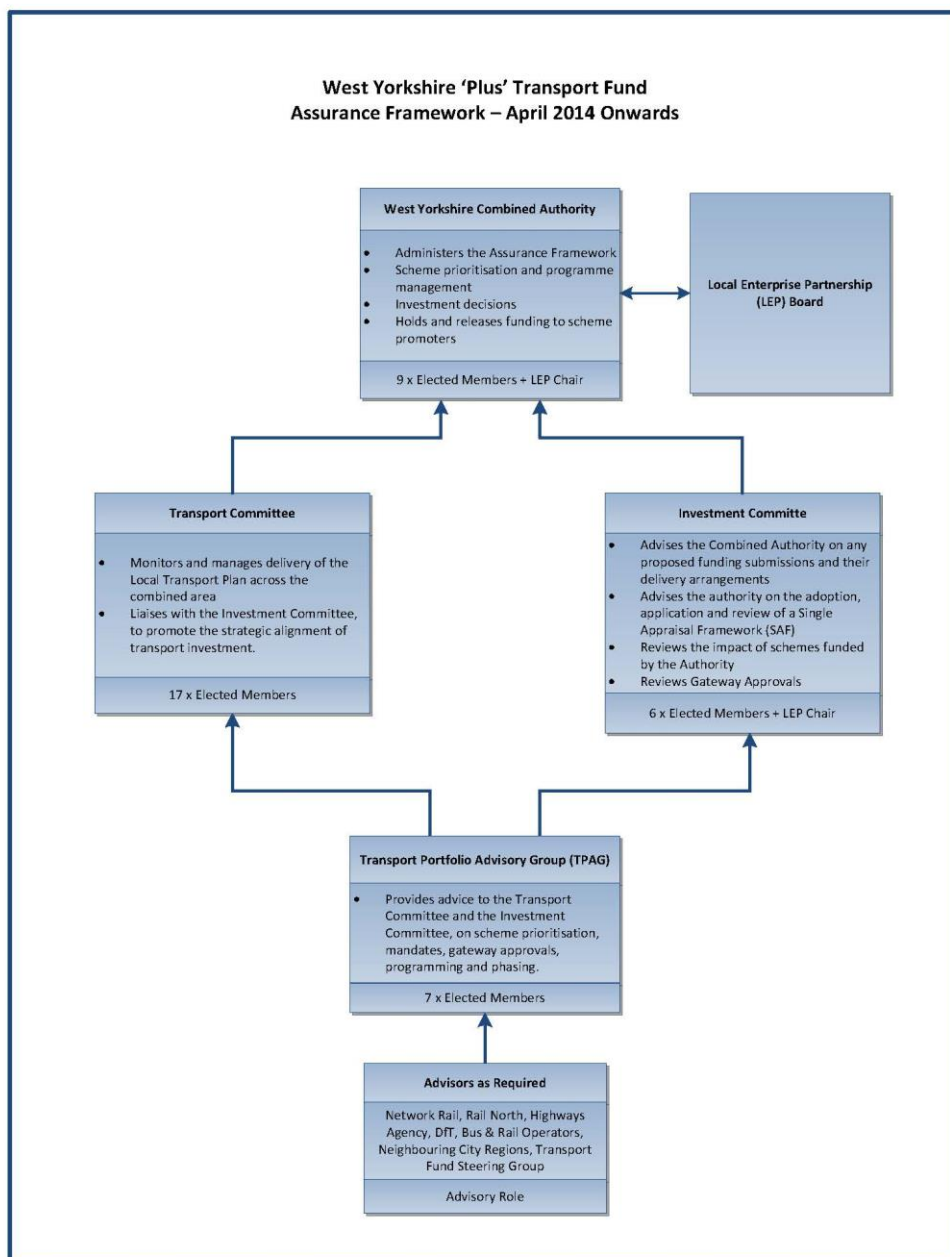 West Yorkshire ‘Plus’ Transport Fund
Assurance Framework – April 2014 Onwards
West Yorkshire Combined Authority
• Administers the Assurance Framework
• Scheme prioritisation and programme
management
• Investment decisions
• Holds and releases funding to scheme
promoters
9 x Elected Members + LEP Chair
Local Enterprise Partnership
(LEP) Board
Transport Committee
• Monitors and manages delivery of the
Local Transport Plan across the
combined area
• Liaises with the Investment Committee,
to promote the strategic alignment of
transport investment.
17 x Elected Members
Investment Committe
• Advises the Combined Authority on any
proposed funding submissions and their
delivery arrangements
• Advises the authority on the adoption,
application and review of a Single
Appraisal Framework (SAF)
• Reviews the impact of schemes funded
by the Authority
• Reviews Gateway Approvals
6 x Elected Members + LEP Chair
Transport Portfolio Advisory Group (TPAG)
• Provides advice to the Transport
Committee and the Investment
Committee, on scheme prioritisation,
mandates, gateway approvals,
programming and phasing.
7 x Elected Members
Advisors as Required
Network Rail, Rail North, Highways
Agency, DfT, Bus & Rail Operators,
Neighbouring City Regions, Transport
Fund Steering Group
Advisory Role